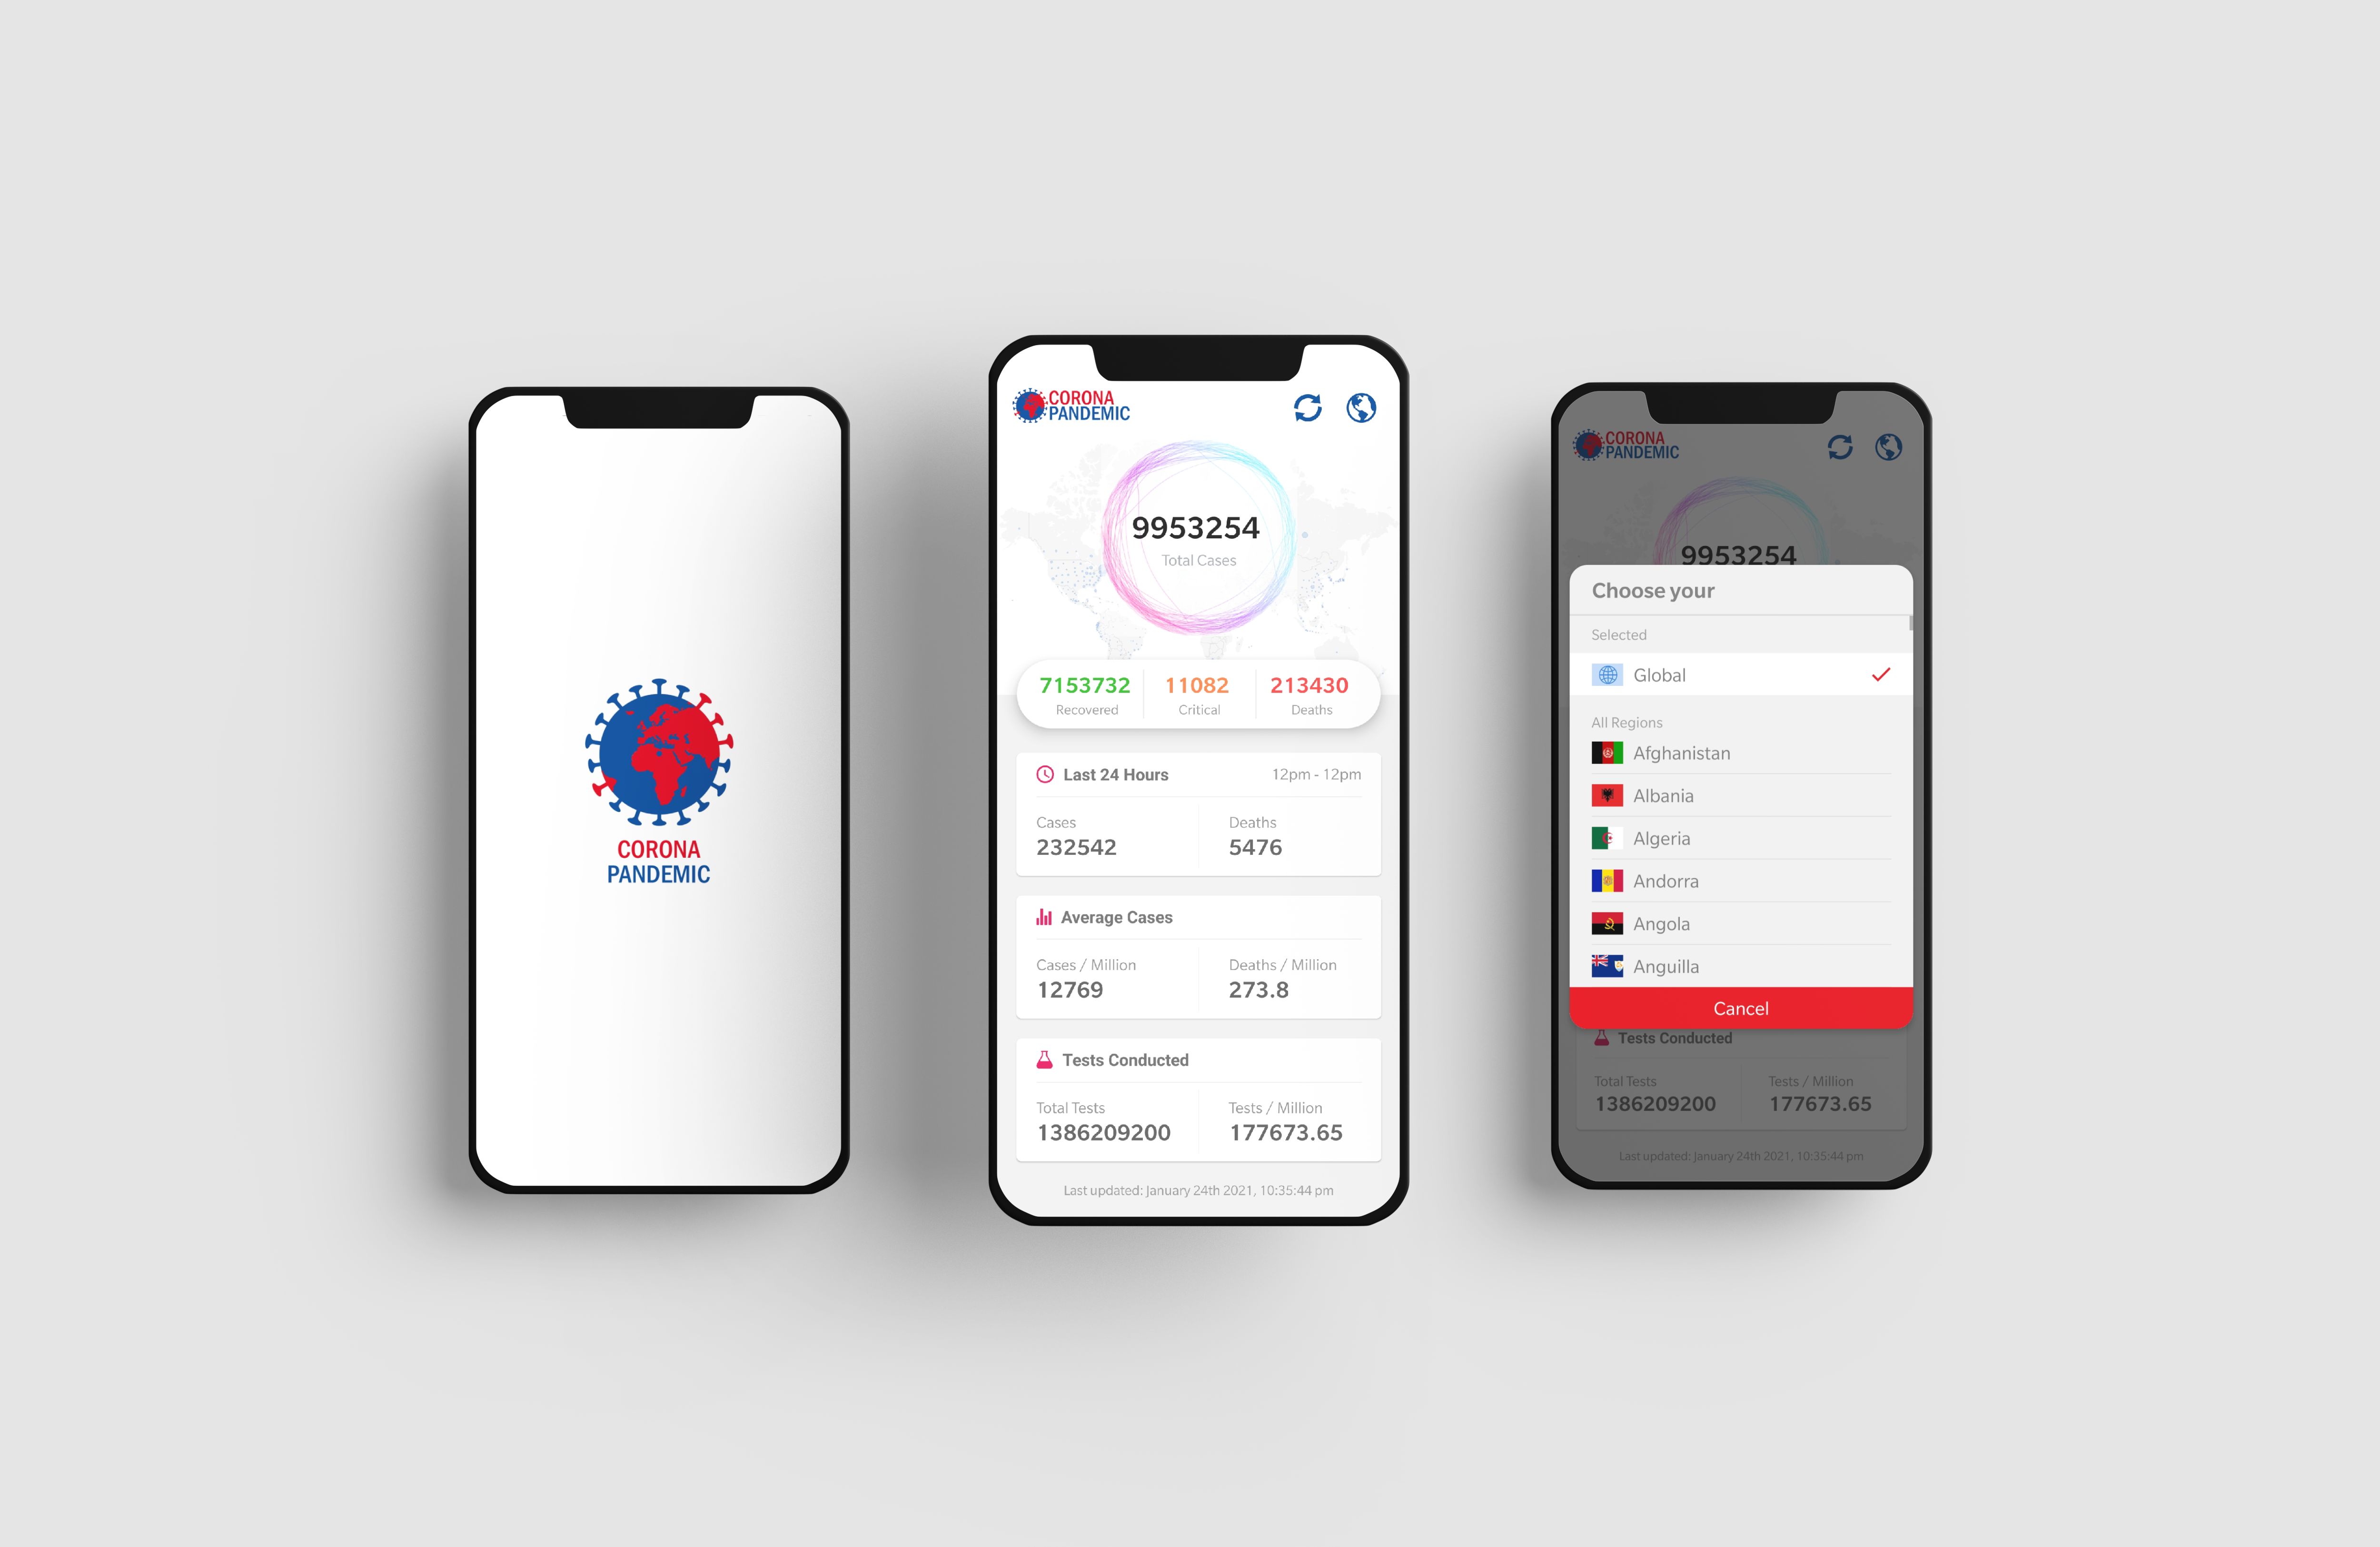 CORONA
PANDEMIC
CORONA
PANDEMIC
9953254
Total Cases
7153732 11082 213430
Recovered Critical Deaths
Last 24 Hours 12pm - 12pm
Cases Deaths
232542 5476
Average Cases
Cases / Million Deaths / Million
12769 273.8
Tests Conducted
Total Tests Tests / Million
1386209200 177673.65
Last updated: January 24th 2021, 10:35:44 pm
CORONA
PANDEMIC
9953254
Choose your
Selected
Global
All Regions
Afghanistan
Albania
Algeria
Andorra
Angola
Anguilla
Cancel
Tests Conducted
Total Tests Tests / Million
1386209200 177673.65
Last updated: January 24th 2021, 10:35:44 pm